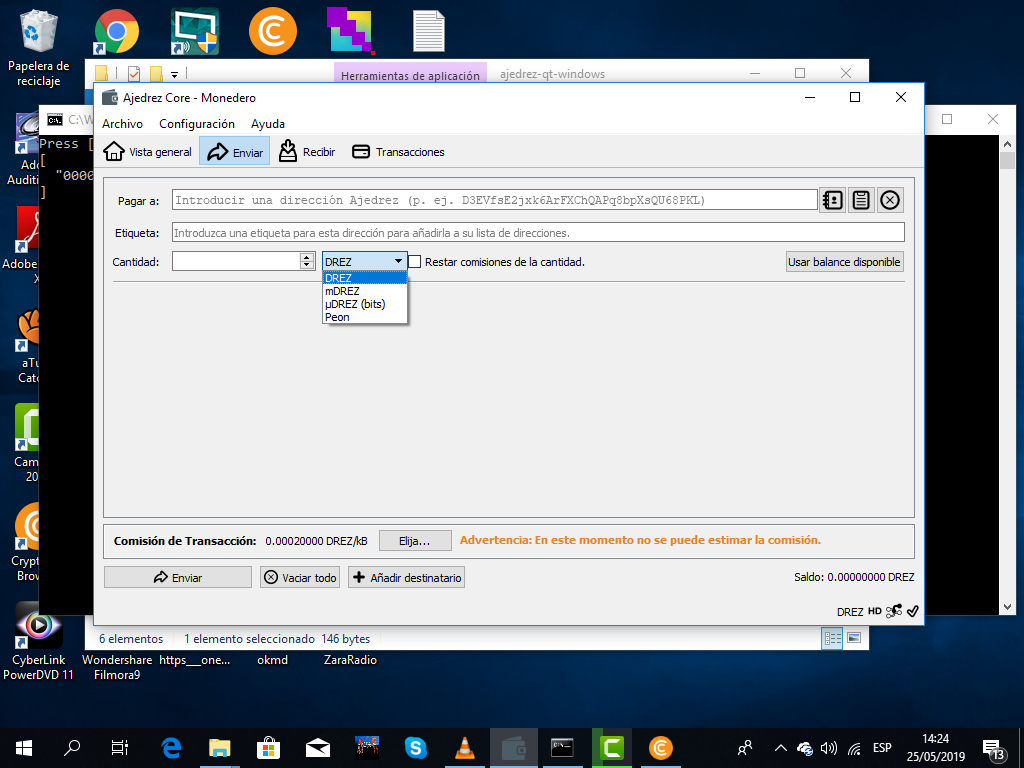 Papelera de
reciclaje
Herramientas de aplicación
ajedrez-qt-windows
C:\W
Press [
[
"0000
]
Ajedrez Core - Monedero
Archivo Configuración Ayuda
Vista general Enviar Recibir Transacciones
Pagar a: Introducir una dirección Ajedrez (p. ej. D3EVfsE2jxk6ArFXChQAPq8bpXsQU68PKL)
Etiqueta: Introduzca una etiqueta para esta dirección para añadirla a su lista de direcciones.
Cantidad: DREZ Restar comisiones de la cantidad. Usar balance disponible
DREZ
mDREZ
µDREZ (bits)
Peon
Comisión de Transacción: 0.00020000 DREZ/kB Elija... Advertencia: En este momento no se puede estimar la comisión.
Enviar Vaciar todo Añadir destinatario Saldo: 0.00000000 DREZ
DREZ HD
6 elementos 1 elemento seleccionado 146 bytes
Ado
Auditi
Adobe
X
aTu
Catc
Cam
20
Crypt
Brow
CyberLink
PowerDVD 11
Wondershare
Filmora9
https___one...
okmd
ZaraRadio
ESP
14:24
25/05/2019
13